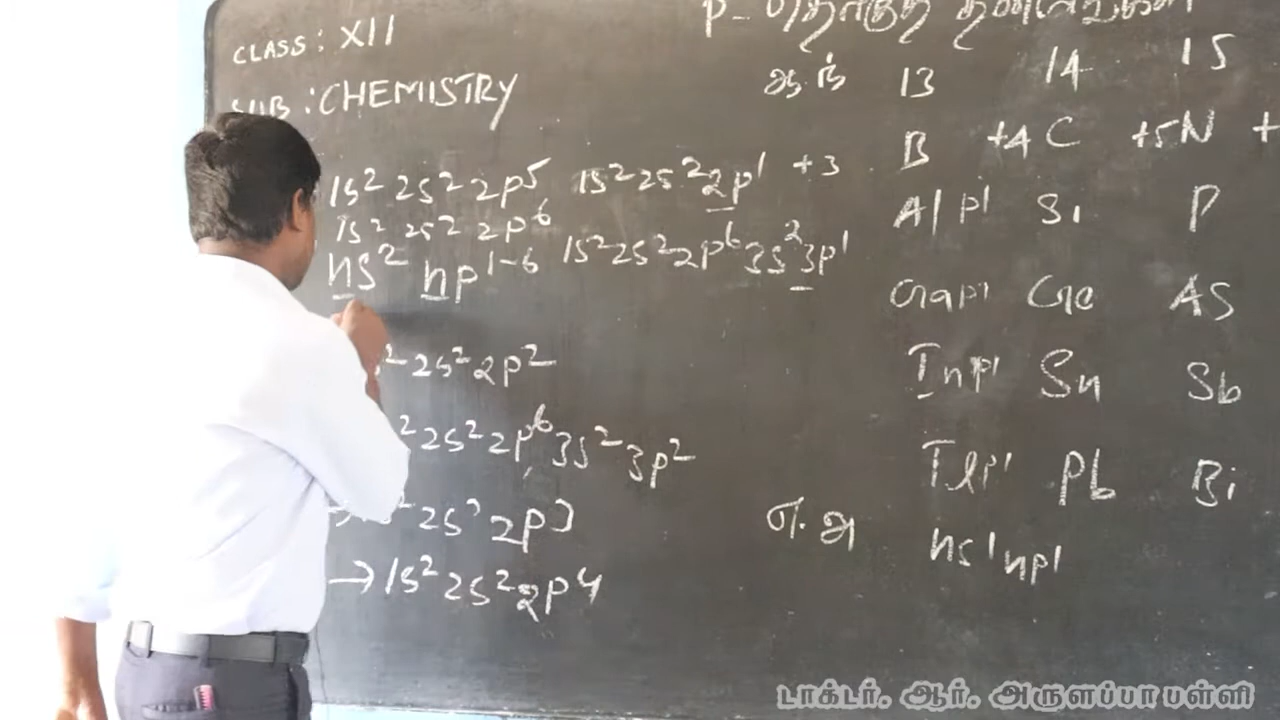 CLASS: XII
SUB : CHEMISTRY
1s² 2s² 2p⁵
1s² 2s² 2p⁶
ns² np¹⁻⁶
² 2s² 2p²
² 2s² 2p⁶ 3s² 3p²
2s² 2p³
→ 1s² 2s² 2p⁴
1s² 2s² 2p¹ +3
1s² 2s² 2p⁶ 3s² 3p¹
p- தொகுதி தனிமங்கள்
13 14 15
B +4 C +5 N +
Al p¹ Si P
Ga p¹ Ge AS
In p¹ Sn Sb
Tl p¹ Pb Bi
எ.அ ns¹ np¹
டாக்டர். ஆர். அருளப்பா பள்ளி